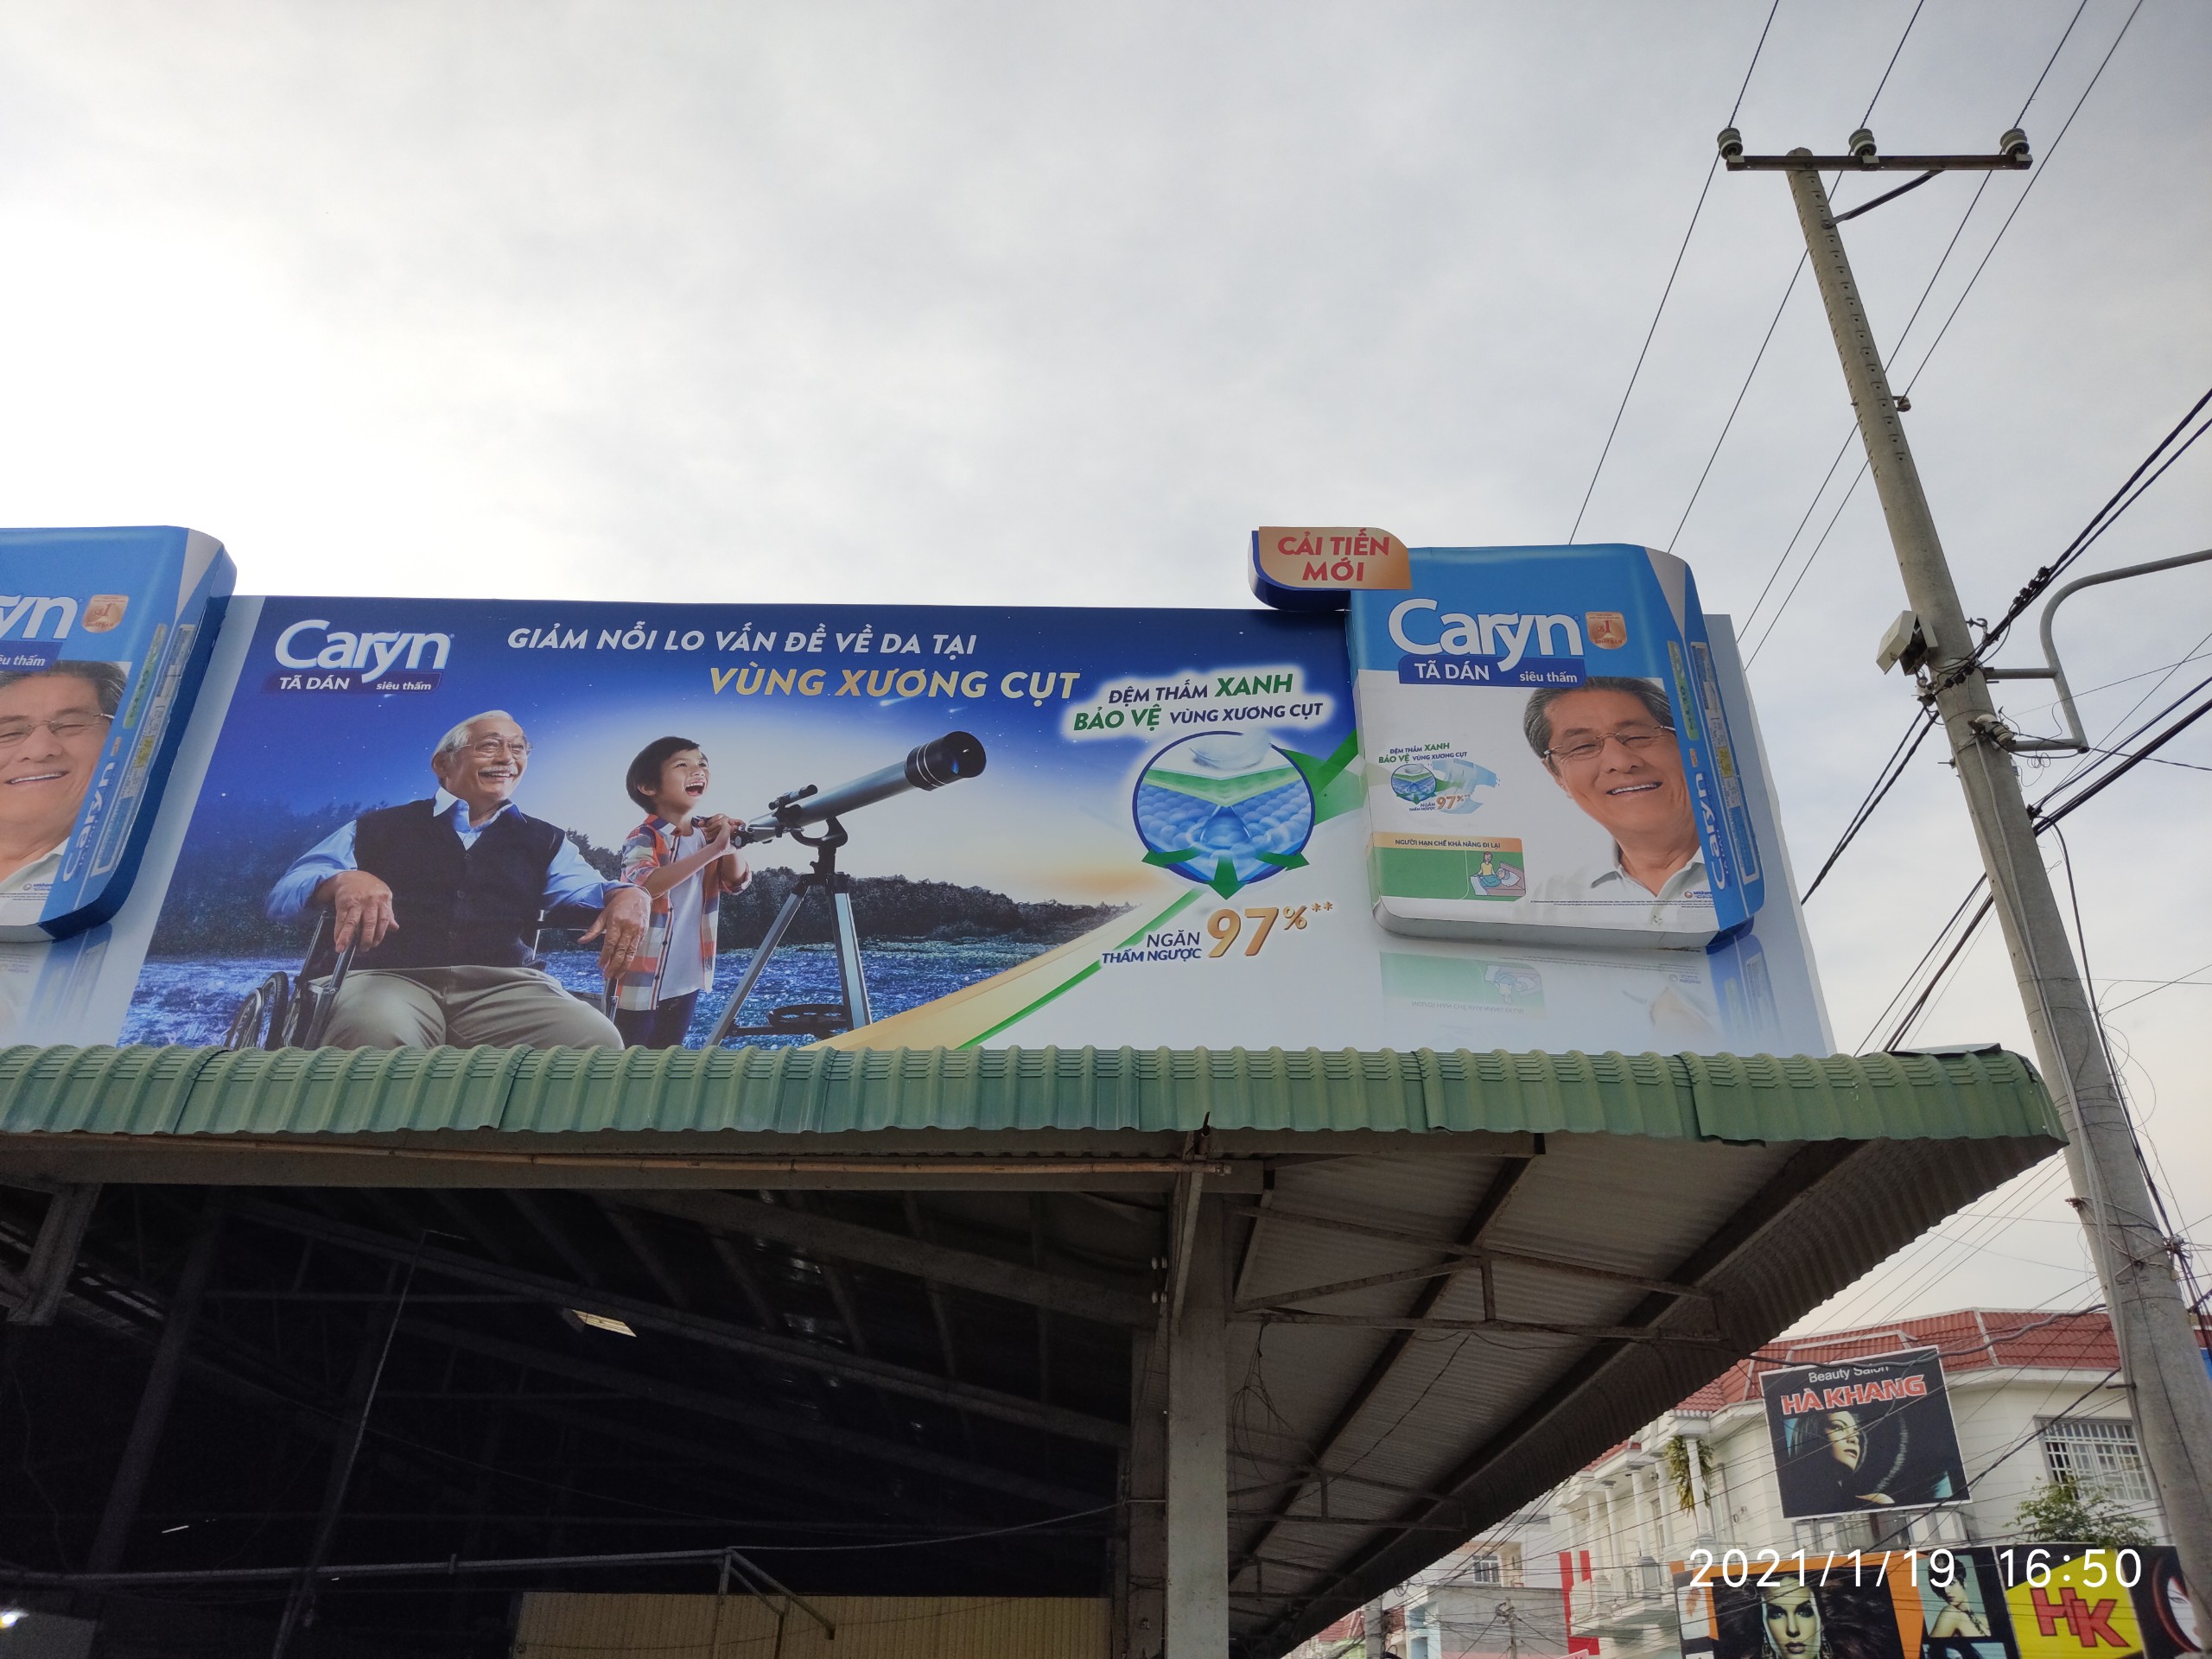 CẢI TIẾN
MỚI
Caryn
TÃ DÁN siêu thấm
GIẢM NỖI LO VẤN ĐỀ VỀ DA TẠI
VÙNG XƯƠNG CỤT
ĐỆM THẤM XANH
BẢO VỆ VÙNG XƯƠNG CỤT
NGĂN
THẤM NGƯỢC 97%**
Caryn
TÃ DÁN siêu thấm
ĐỆM THẤM XANH
BẢO VỆ VÙNG XƯƠNG CỤT
NGĂN
THẤM NGƯỢC 97%**
NGƯỜI HẠN CHẾ KHẢ NĂNG ĐI LẠI
Caryn
Beauty Salon
HÀ KHANG
2021/1/19 16:50
HK